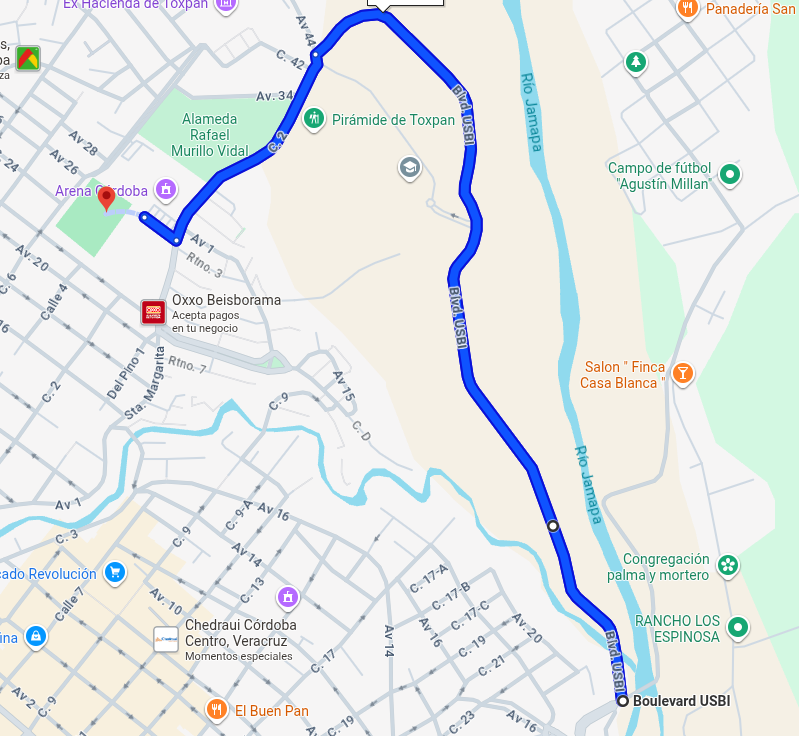 Ex Hacienda de Toxpan
Panadería San
s,
ba
za
Av 44
C. 42
Av. 34
Río Jamapa
Blvd. USBI
Alameda
Rafael
Murillo Vidal
Pirámide de Toxpan
C. 2
Av 28
Av 26
. 24
Campo de fútbol
"Agustín Millan"
Arena Córdoba
Av 1
Rtno. 3
Av. 20
C. 6
Calle 4
Oxxo Beisborama
Acepta pagos
en tu negocio
Blvd. USBI
16
Del Pino 1
Sta. Margarita
Rtno. 7
Salon " Finca
Casa Blanca "
C. 2
C. 9
Av 15
C. D
Río Jamapa
Av 1
C. 9-A
Av 16
C. 3
C. 9
Av 14
Congregación
palma y mortero
cado Revolución
C. 13
C. 17-A
Calle 7
Av. 10
C. 17-B
C. 17-C
Chedraui Córdoba
Centro, Veracruz
Momentos especiales
Av 14
Av 16
Av. 20
C. 19
RANCHO LOS
ESPINOSA
ina
C. 17
C. 21
Blvd. USBI
Av 2
C. 9
El Buen Pan
C. 19
C. 23
Av 16
Boulevard USBI